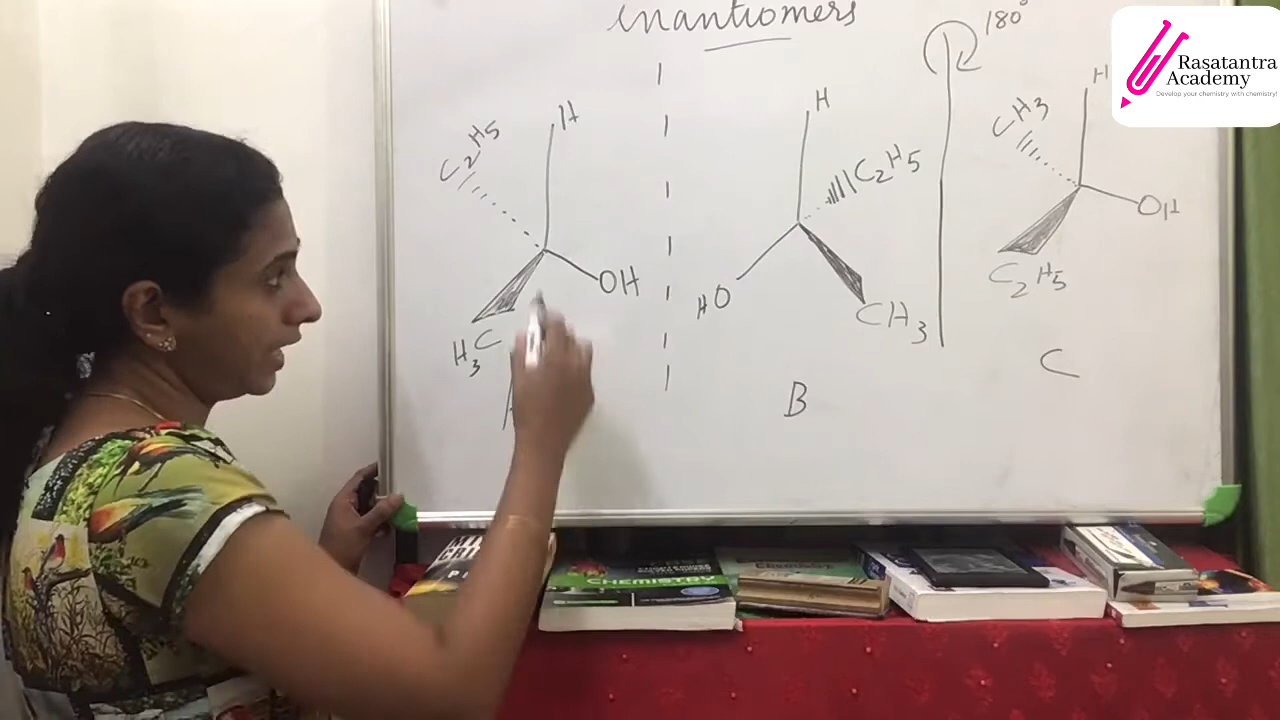 enantiomers
180°
Rasatantra
Academy
Develop your chemistry with chemistry!
H
C2H5
OH
H3C
H
C2H5
HO
CH3
B
H
CH3
OH
C2H5
C
CHEMISTRY